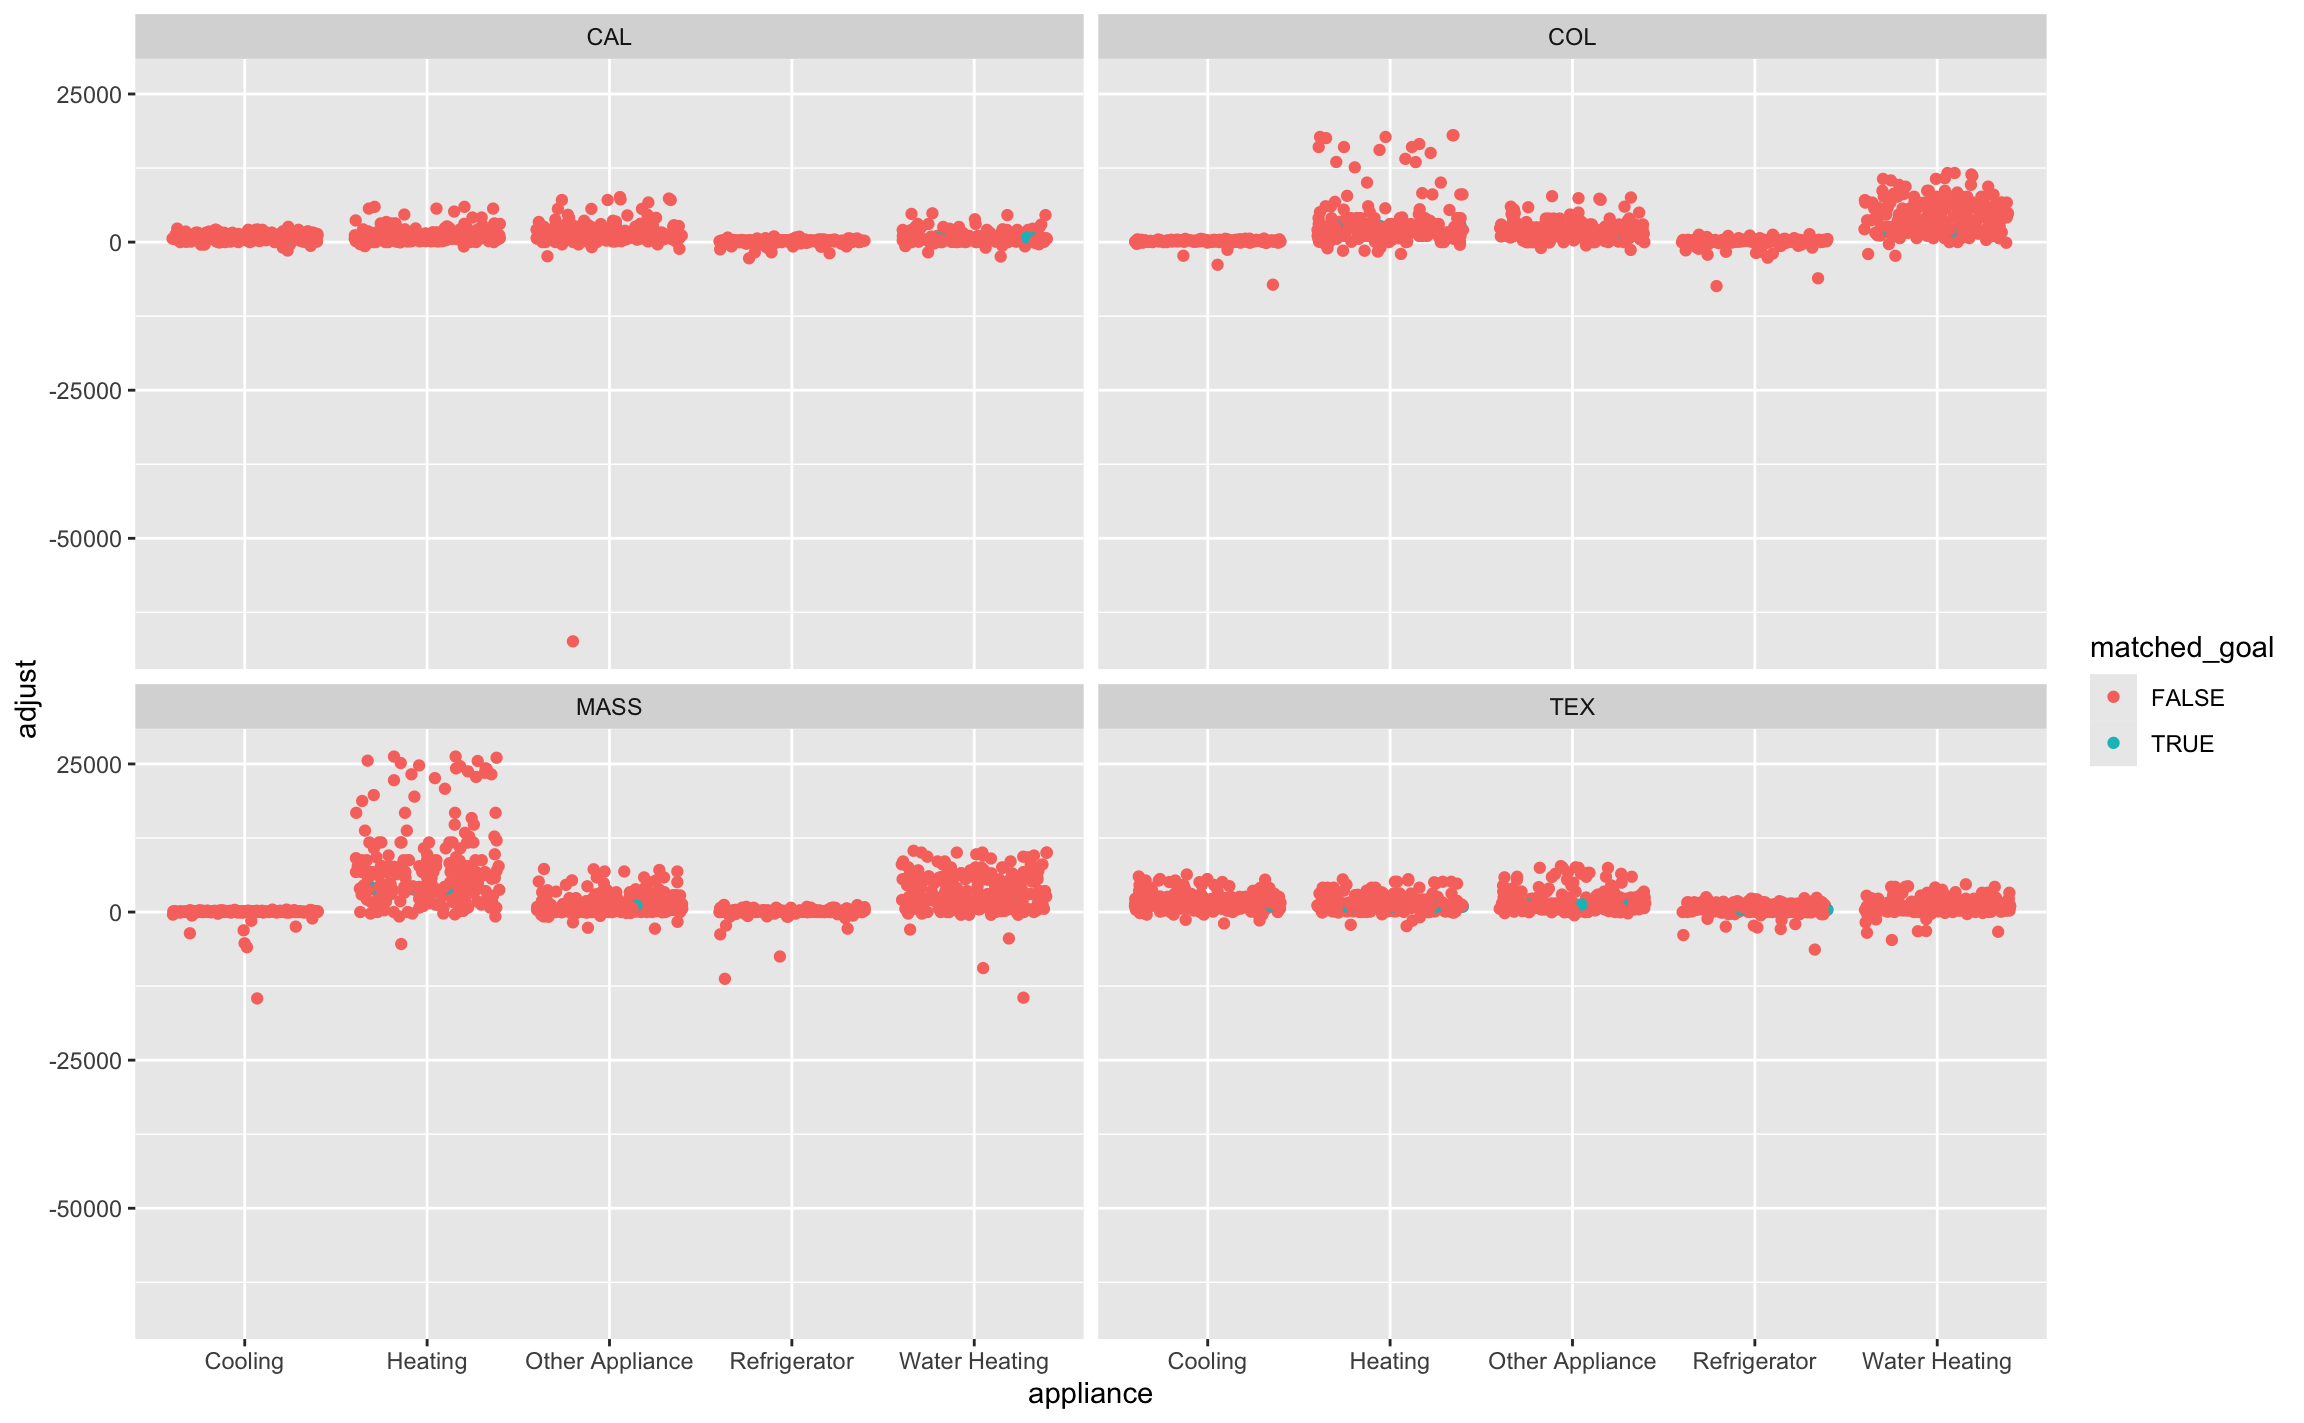 CAL
COL
25000
0
-25000
-50000
MASS
TEX
25000
0
-25000
-50000
adjust
Cooling Heating Other Appliance Refrigerator Water Heating
Cooling Heating Other Appliance Refrigerator Water Heating
appliance
matched_goal
FALSE
TRUE